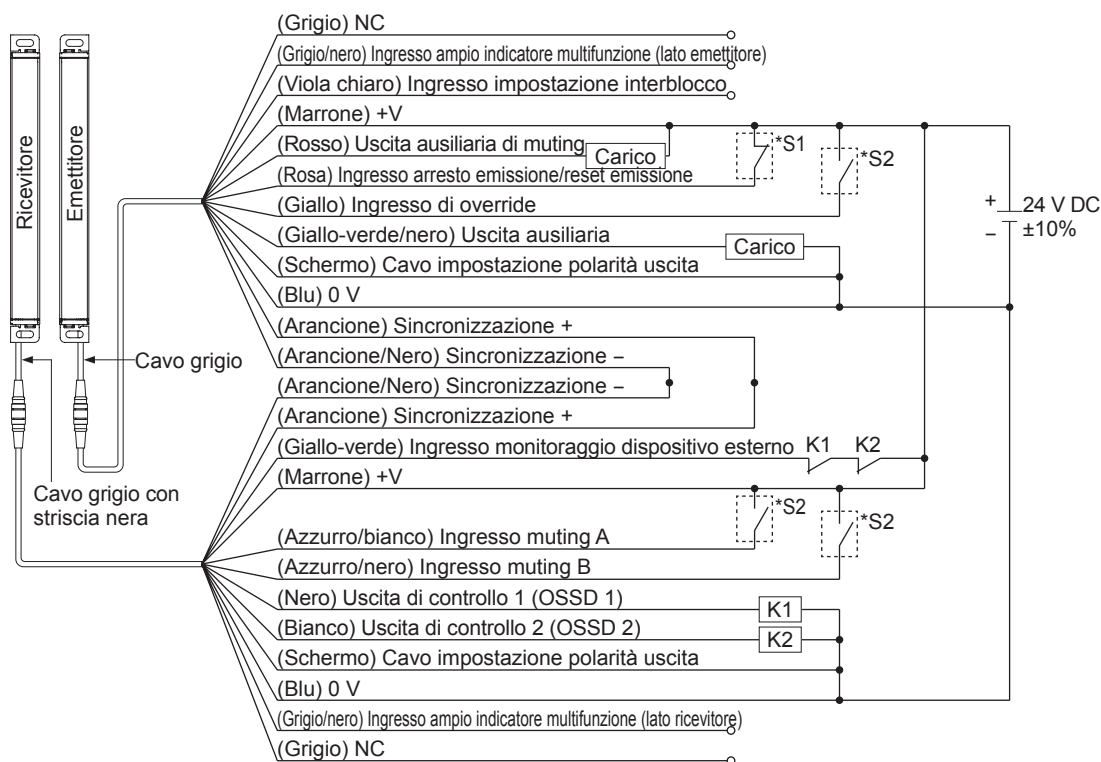 (Grigio) NC
(Grigio/nero) Ingresso ampio indicatore multifunzione (lato emettitore)
(Viola chiaro) Ingresso impostazione interblocco
(Marrone) +V
(Rosso) Uscita ausiliaria di muting
Carico
*S1
*S2
(Rosa) Ingresso arresto emissione/reset emissione
(Giallo) Ingresso di override
+
−
24 V DC
±10%
(Giallo-verde/nero) Uscita ausiliaria
Carico
(Schermo) Cavo impostazione polarità uscita
(Blu) 0 V
(Arancione) Sincronizzazione +
(Arancione/Nero) Sincronizzazione −
(Arancione/Nero) Sincronizzazione −
(Arancione) Sincronizzazione +
(Giallo-verde) Ingresso monitoraggio dispositivo esterno
K1
K2
(Marrone) +V
*S2
*S2
(Azzurro/bianco) Ingresso muting A
(Azzurro/nero) Ingresso muting B
(Nero) Uscita di controllo 1 (OSSD 1)
K1
(Bianco) Uscita di controllo 2 (OSSD 2)
K2
(Schermo) Cavo impostazione polarità uscita
(Blu) 0 V
(Grigio/nero) Ingresso ampio indicatore multifunzione (lato ricevitore)
(Grigio) NC
Ricevitore
Emettitore
Cavo grigio
Cavo grigio con
striscia nera